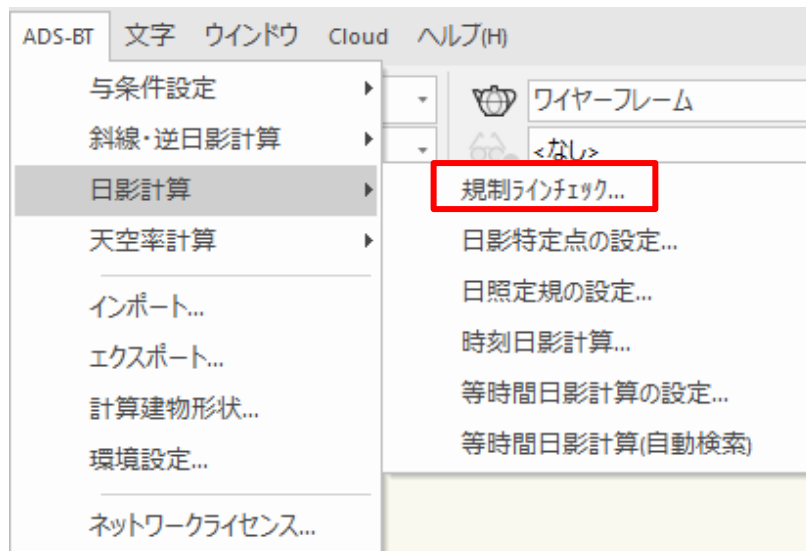 ADS-BT 文字 ウインドウ Cloud ヘルプ(H)
与条件設定
ワイヤーフレーム
斜線・逆日影計算
<なし>
日影計算
規制ﾗｲﾝﾁｪｯｸ...
天空率計算
日影特定点の設定...
インポート...
日照定規の設定...
エクスポート...
時刻日影計算...
計算建物形状...
等時間日影計算の設定...
環境設定...
等時間日影計算(自動検索)
ネットワークライセンス...